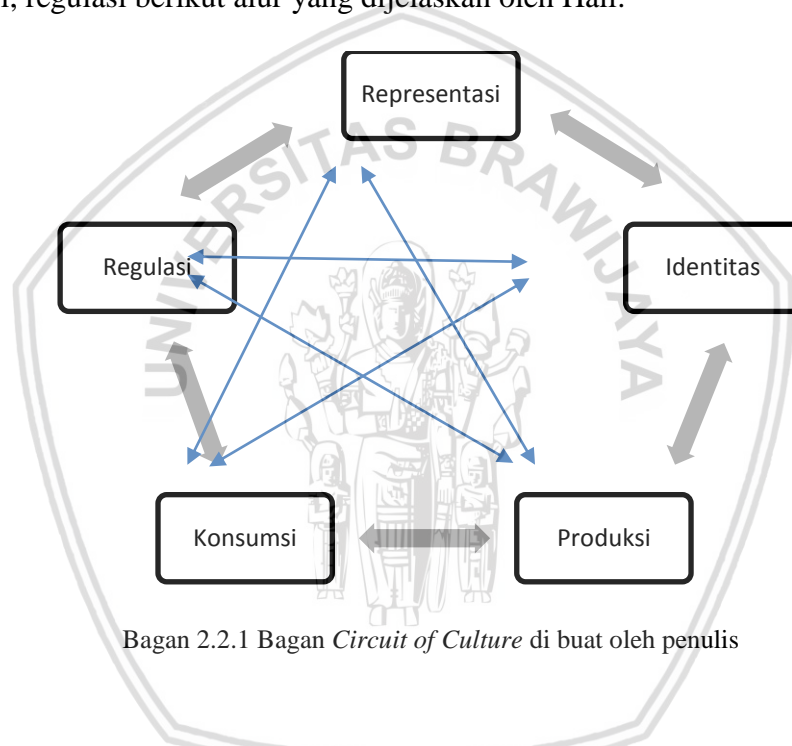 regulasi berikut alur yang dijelaskan oleh Hall.
UNIVERSITAS BRAWIJAYA
Representasi
Regulasi
Identitas
Konsumsi
Produksi
Bagan 2.2.1 Bagan Circuit of Culture di buat oleh penulis